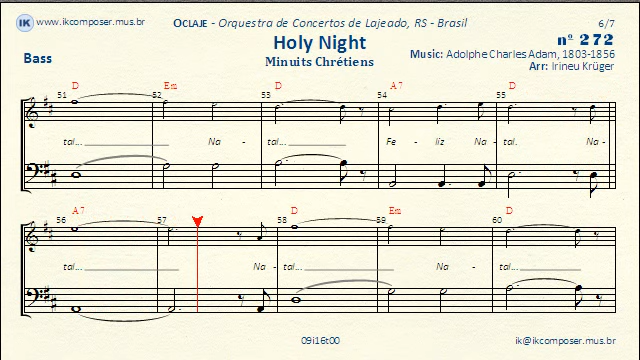 IK www.ikcomposer.mus.br
OCLAJE - Orquestra de Concertos de Lajeado, RS - Brasil
6/7
Holy Night
nº 272
Minuits Chrétiens
Music: Adolphe Charles Adam, 1803-1856
Arr: Irineu Krüger
Bass
D Em D A7 D
51 52 53 54 55
tal... Na - tal... Fe - liz Na - tal. Na -
A7 D Em D
56 57 58 59 60
tal... Na - tal... Na - tal...
09i16t00
ik@ikcomposer.mus.br